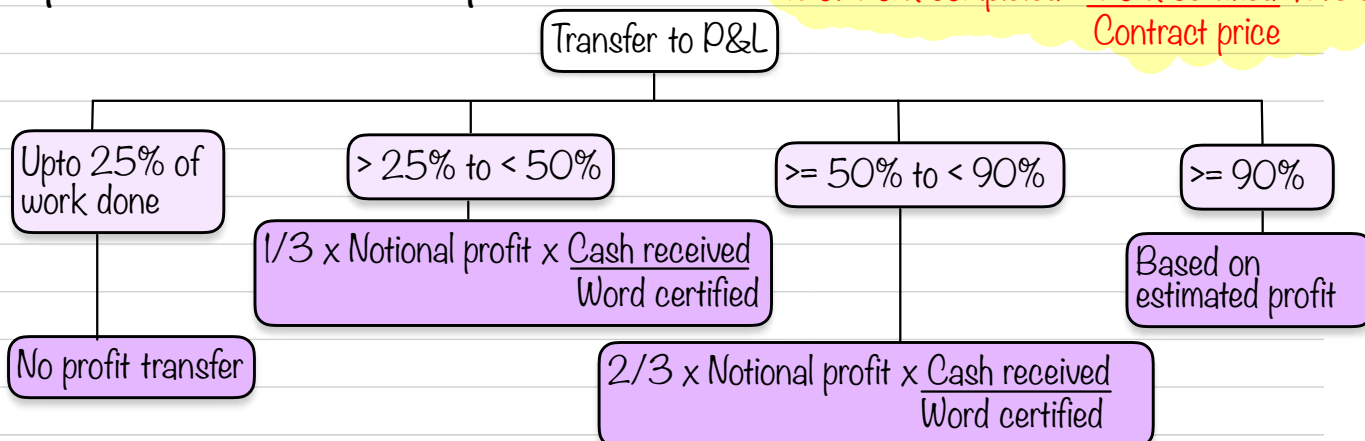 Transfer to P&L
Contract price
Upto 25% of
work done
> 25% to < 50%
>= 50% to < 90%
>= 90%
1/3 x Notional profit x Cash received
Word certified
Based on
estimated profit
No profit transfer
2/3 x Notional profit x Cash received
Word certified